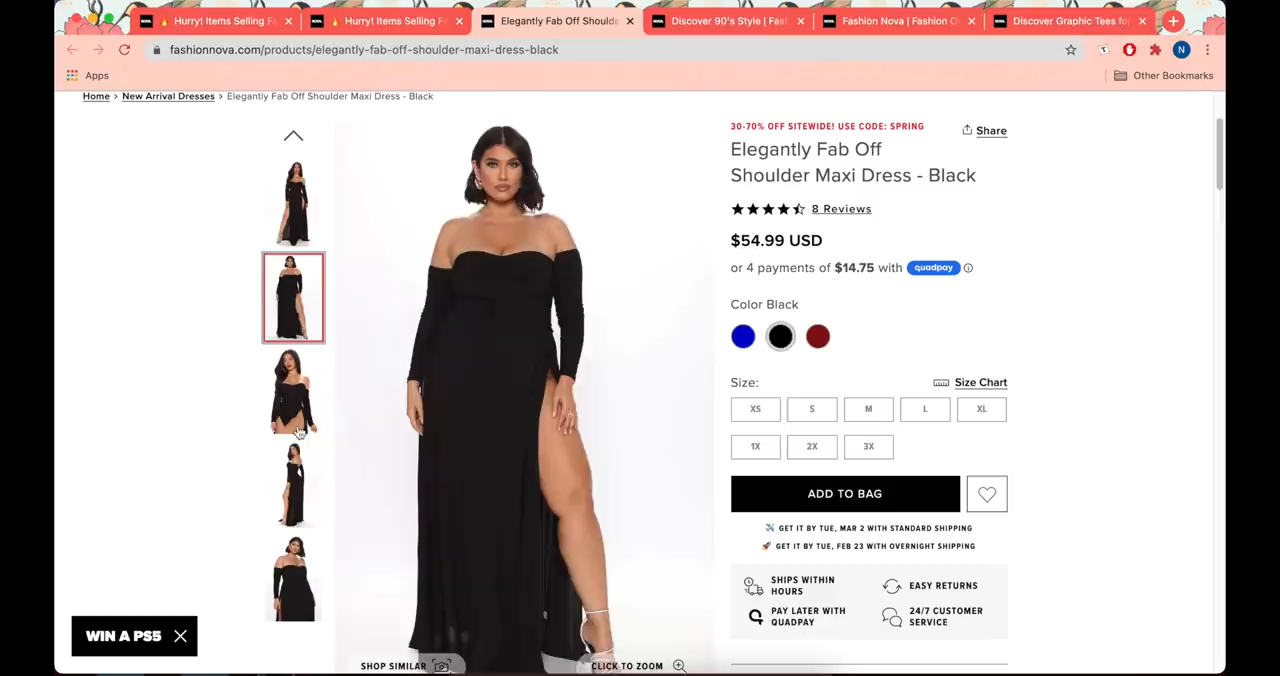 🔥 Hurry! Items Selling F
🔥 Hurry! Items Selling F
Elegantly Fab Off Shoulde
Discover 90's Style | Fas
Fashion Nova | Fashion O
Discover Graphic Tees fo
fashionnova.com/products/elegantly-fab-off-shoulder-maxi-dress-black
N
Apps
Other Bookmarks
Home > New Arrival Dresses > Elegantly Fab Off Shoulder Maxi Dress - Black
30-70% OFF SITEWIDE! USE CODE: SPRING
Share
Elegantly Fab Off
Shoulder Maxi Dress - Black
8 Reviews
$54.99 USD
or 4 payments of $14.75 with quadpay
Color Black
Size:
Size Chart
XS S M L XL
1X 2X 3X
ADD TO BAG
GET IT BY TUE, MAR 2 WITH STANDARD SHIPPING
GET IT BY TUE, FEB 23 WITH OVERNIGHT SHIPPING
SHIPS WITHIN
HOURS
EASY RETURNS
PAY LATER WITH
QUADPAY
24/7 CUSTOMER
SERVICE
WIN A PS5
SHOP SIMILAR
CLICK TO ZOOM